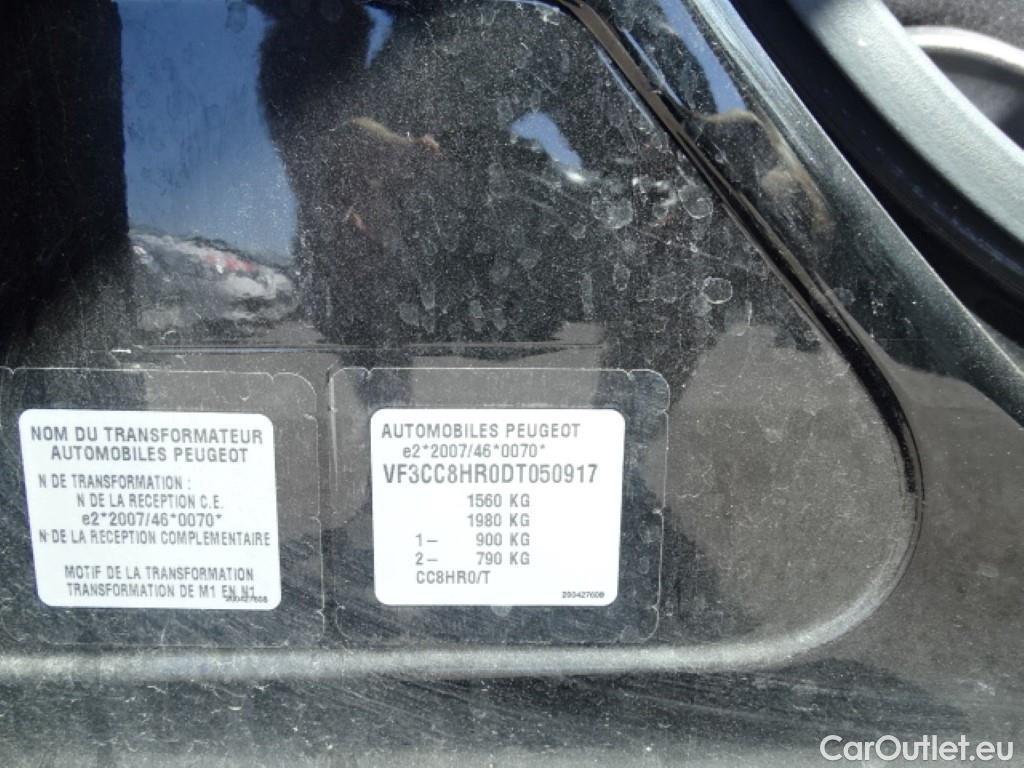 NOM DU TRANSFORMATEUR
AUTOMOBILES PEUGEOT
N DE TRANSFORMATION :
N DE LA RECEPTION C.E.
e2*2007/46*0070*
N DE LA RECEPTION COMPLEMENTAIRE
MOTIF DE LA TRANSFORMATION
TRANSFORMATION DE M1 EN N1
200427608
AUTOMOBILES PEUGEOT
e2*2007/46*0070*
VF3CC8HR0DT050917
1560 KG
1980 KG
1- 900 KG
2- 790 KG
CC8HR0/T
200427608
CarOutlet.eu